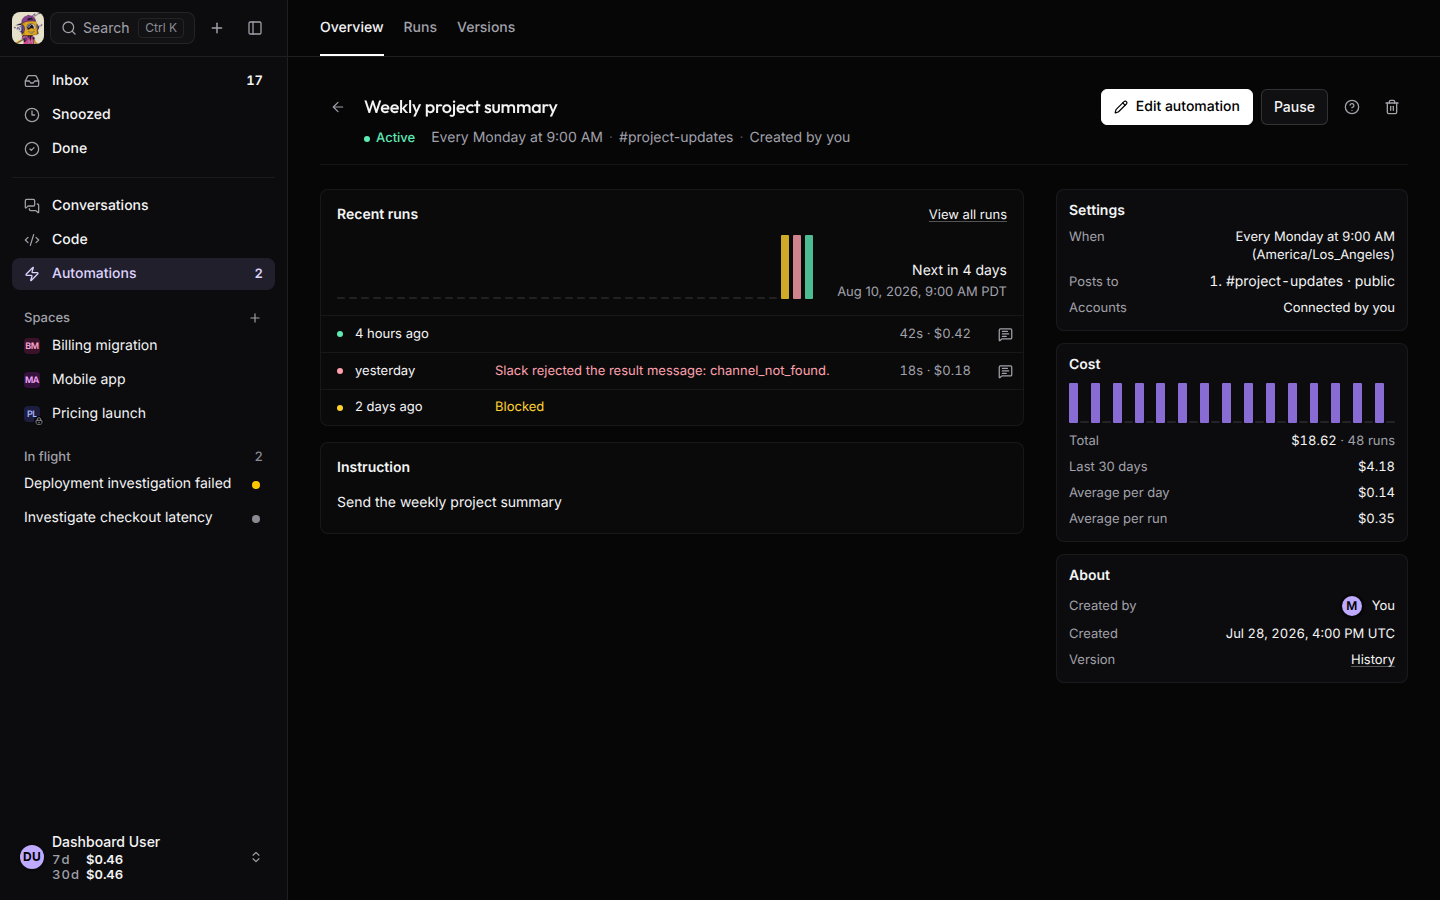 Search Ctrl K
Inbox 17
Snoozed
Done
Conversations
Code
Automations 2
Spaces
BM Billing migration
MA Mobile app
PL Pricing launch
In flight 2
Deployment investigation failed
Investigate checkout latency
DU Dashboard User
7d $0.46
30d $0.46
Overview Runs Versions
Weekly project summary
Edit automation Pause
Active Every Monday at 9:00 AM · #project-updates · Created by you
Recent runs View all runs
Next in 4 days
Aug 10, 2026, 9:00 AM PDT
4 hours ago 42s · $0.42
yesterday Slack rejected the result message: channel_not_found. 18s · $0.18
2 days ago Blocked
Instruction
Send the weekly project summary
Settings
When Every Monday at 9:00 AM
(America/Los_Angeles)
Posts to 1. #project-updates · public
Accounts Connected by you
Cost
Total $18.62 · 48 runs
Last 30 days $4.18
Average per day $0.14
Average per run $0.35
About
Created by M You
Created Jul 28, 2026, 4:00 PM UTC
Version History